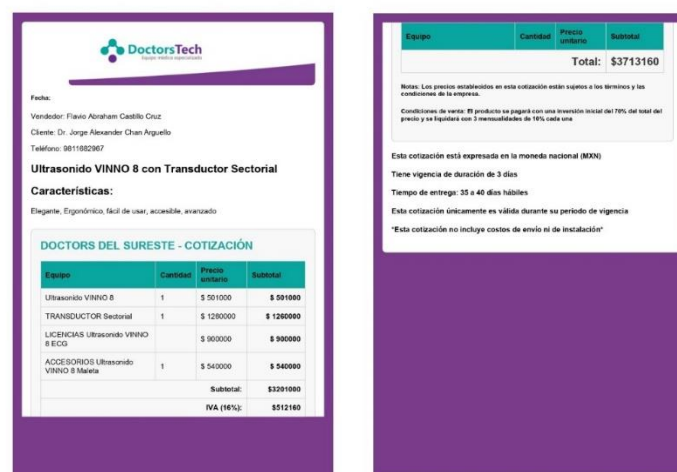 DoctorsTech
Equipo médico especializado
Fecha:
Vendedor: Flavio Abraham Castillo Cruz
Cliente: Dr. Jorge Alexander Chan Arguello
Teléfono: 9811682967
Ultrasonido VINNO 8 con Transductor Sectorial
Características:
Elegante, Ergonómico, fácil de usar, accesible, avanzado
DOCTORS DEL SURESTE - COTIZACIÓN
Equipo Cantidad Precio unitario Subtotal
Ultrasonido VINNO 8 1 $ 501000 $ 501000
TRANSDUCTOR Sectorial 1 $ 1260000 $ 1260000
LICENCIAS Ultrasonido VINNO 8 ECG $ 900000 $ 900000
ACCESORIOS Ultrasonido VINNO 8 Maleta 1 $ 540000 $ 540000
Subtotal: $3201000
IVA (16%): $512160
Equipo Cantidad Precio unitario Subtotal
Total: $3713160
Notas: Los precios establecidos en esta cotización están sujetos a los términos y las
condiciones de la empresa.
Condiciones de venta: El producto se pagará con una inversión inicial del 70% del total del
precio y se liquidará con 3 mensualidades de 10% cada una
Esta cotización está expresada en la moneda nacional (MXN)
Tiene vigencia de duración de 3 días
Tiempo de entrega: 35 a 40 días hábiles
Esta cotización únicamente es válida durante su periodo de vigencia
*Esta cotización no incluye costos de envío ni de instalación*